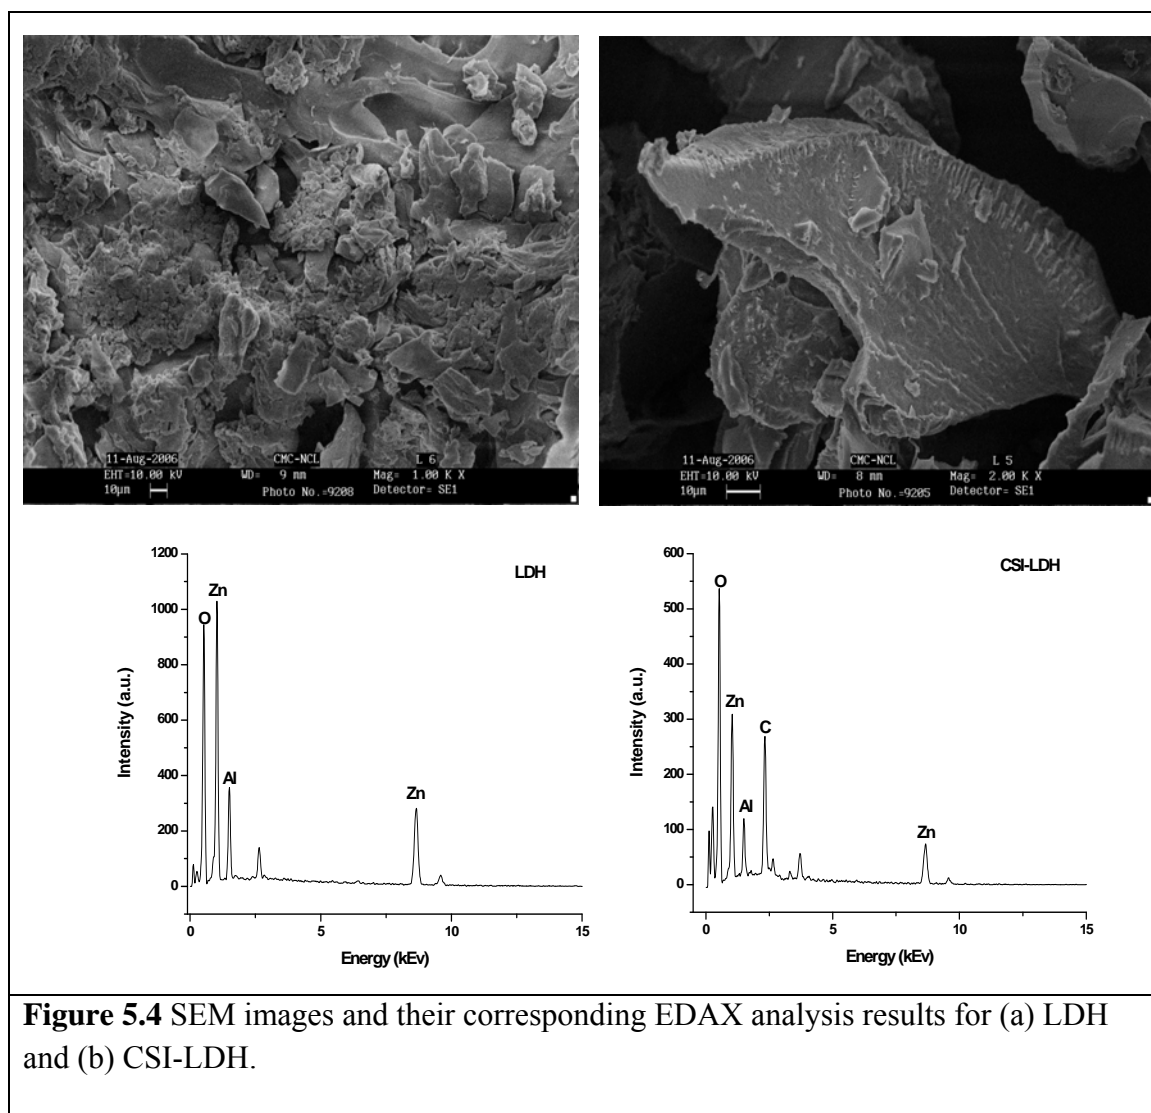 11-Aug-2006 CMC-NCL L 6
EHT=10.00 kV WD= 9 mm Mag= 1.00 K X
10µm Photo No.=9208 Detector= SE1
11-Aug-2006 CMC-NCL L 5
EHT=10.00 kV WD= 8 mm Mag= 2.00 K X
10µm Photo No.=9205 Detector= SE1
1200
1000
800
600
400
200
0
Intensity (a.u.)
LDH
O
Zn
Al
Zn
0 5 10 15
Energy (kEv)
600
500
400
300
200
100
0
Intensity (a.u.)
CSI-LDH
O
Zn
Al
C
Zn
0 5 10 15
Energy (kEv)
Figure 5.4 SEM images and their corresponding EDAX analysis results for (a) LDH
and (b) CSI-LDH.